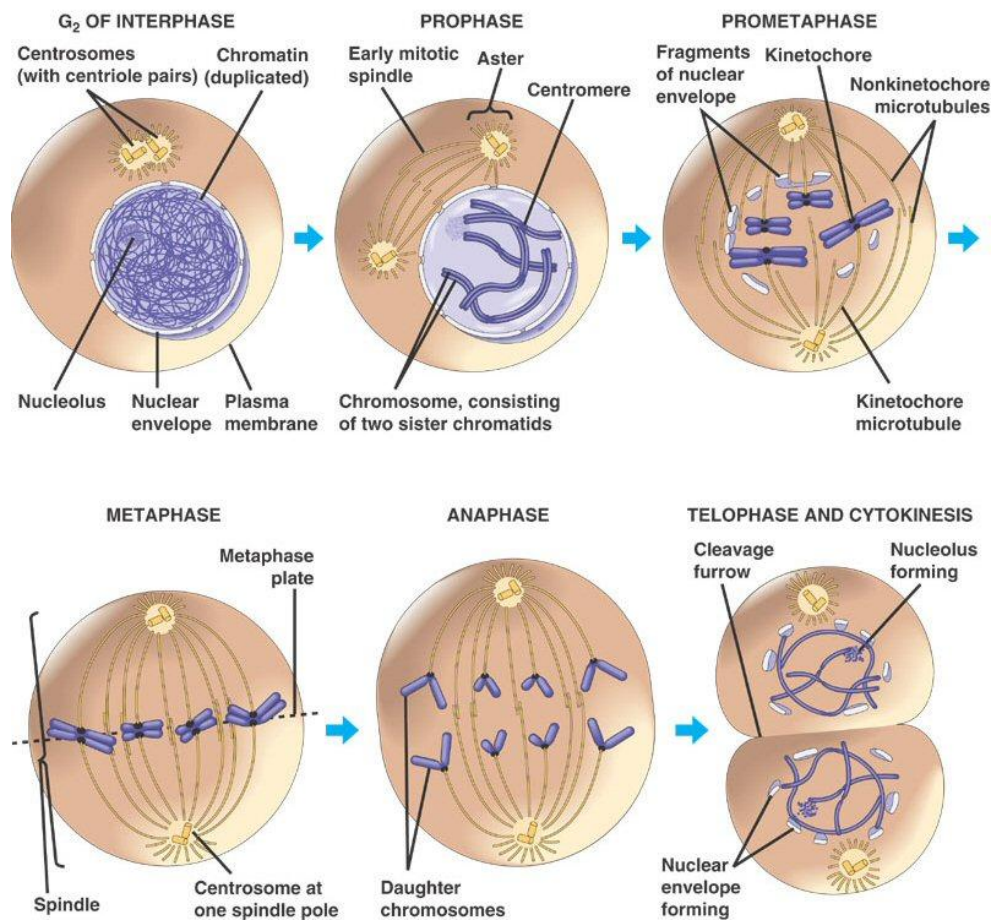 G₂ OF INTERPHASE
Centrosomes
(with centriole pairs)
Chromatin
(duplicated)
Nucleolus
Nuclear
envelope
Plasma
membrane
PROPHASE
Early mitotic
spindle
Aster
Centromere
Chromosome, consisting
of two sister chromatids
PROMETAPHASE
Fragments
of nuclear
envelope
Kinetochore
Nonkinetochore
microtubules
Kinetochore
microtubule
METAPHASE
Metaphase
plate
Spindle
Centrosome at
one spindle pole
ANAPHASE
Daughter
chromosomes
TELOPHASE AND CYTOKINESIS
Cleavage
furrow
Nucleolus
forming
Nuclear
envelope
forming